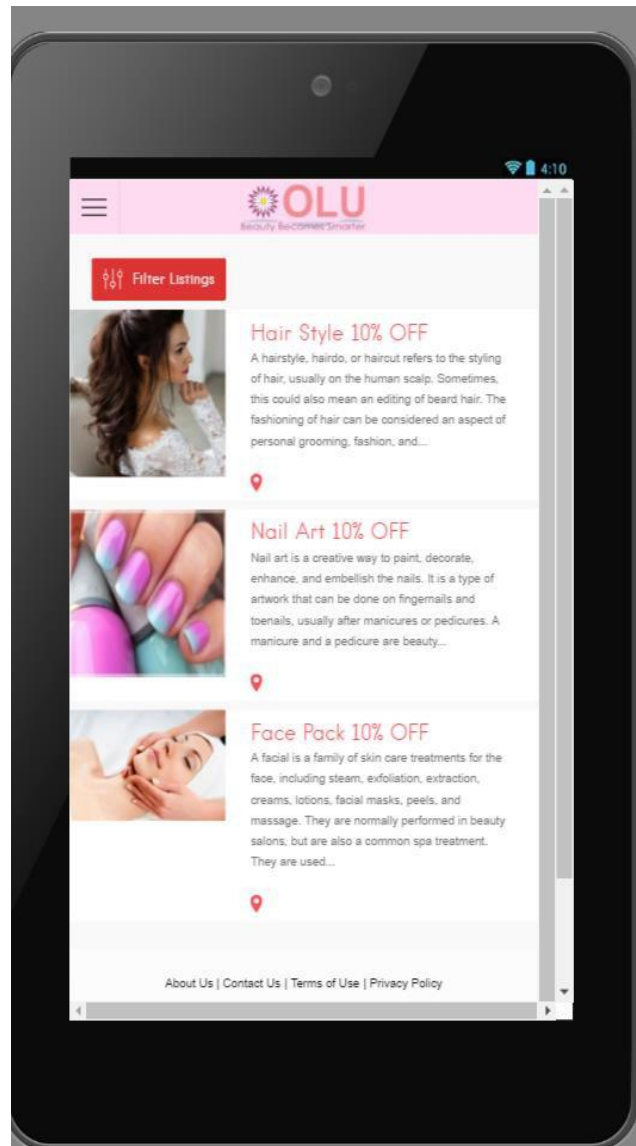 4:10
OLU
Beauty Becomes Smarter
Filter Listings
Hair Style 10% OFF
A hairstyle, hairdo, or haircut refers to the styling
of hair, usually on the human scalp. Sometimes,
this could also mean an editing of beard hair. The
fashioning of hair can be considered an aspect of
personal grooming, fashion, and...
Nail Art 10% OFF
Nail art is a creative way to paint, decorate,
enhance, and embellish the nails. It is a type of
artwork that can be done on fingernails and
toenails, usually after manicures or pedicures. A
manicure and a pedicure are beauty...
Face Pack 10% OFF
A facial is a family of skin care treatments for the
face, including steam, exfoliation, extraction,
creams, lotions, facial masks, peels, and
massage. They are normally performed in beauty
salons, but are also a common spa treatment.
They are used...
About Us | Contact Us | Terms of Use | Privacy Policy